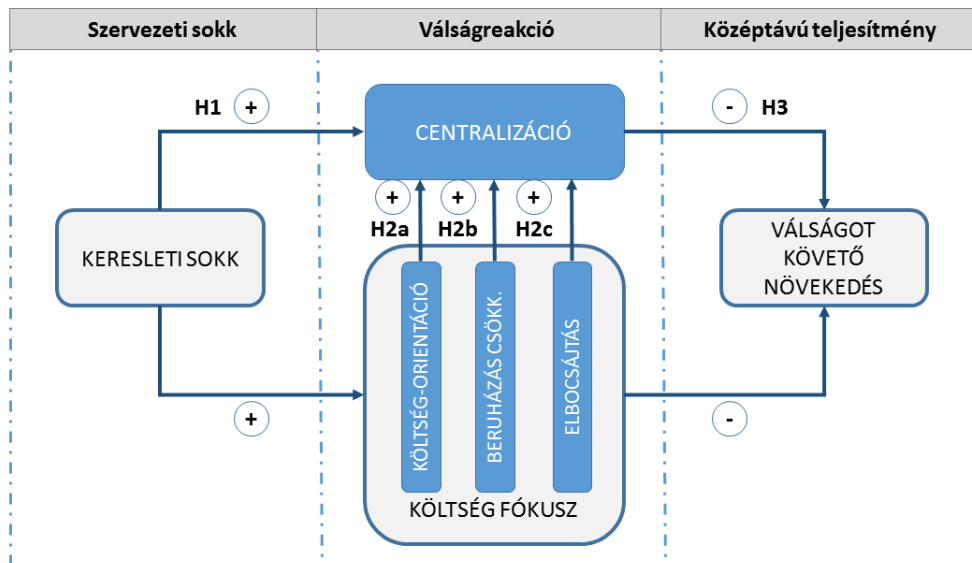 Szervezeti sokk
Válságreakció
Középtávú teljesítmény
H1 +
CENTRALIZÁCIÓ
- H3
+ + +
H2a H2b H2c
KERESLETI SOKK
VÁLSÁGOT
KÖVETŐ
NÖVEKEDÉS
KÖLTSÉG-ORIENTÁCIÓ
BERUHÁZÁS CSÖKK.
ELBOCSÁJTÁS
+
-
KÖLTSÉG FÓKUSZ